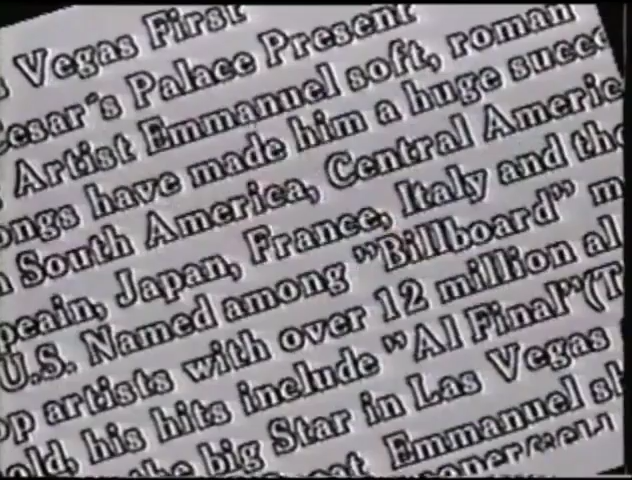 Vegas First
esar's Palace Present
Artist Emmanuel soft, roman
ongs have made him a huge succe
South America, Central Americ
peain, Japan, France, Italy and the
U.S. Named among "Billboard" m
op artists with over 12 million al
old, his hits include "Al Final"(T
the big Star in Las Vegas
Emmanuel sh